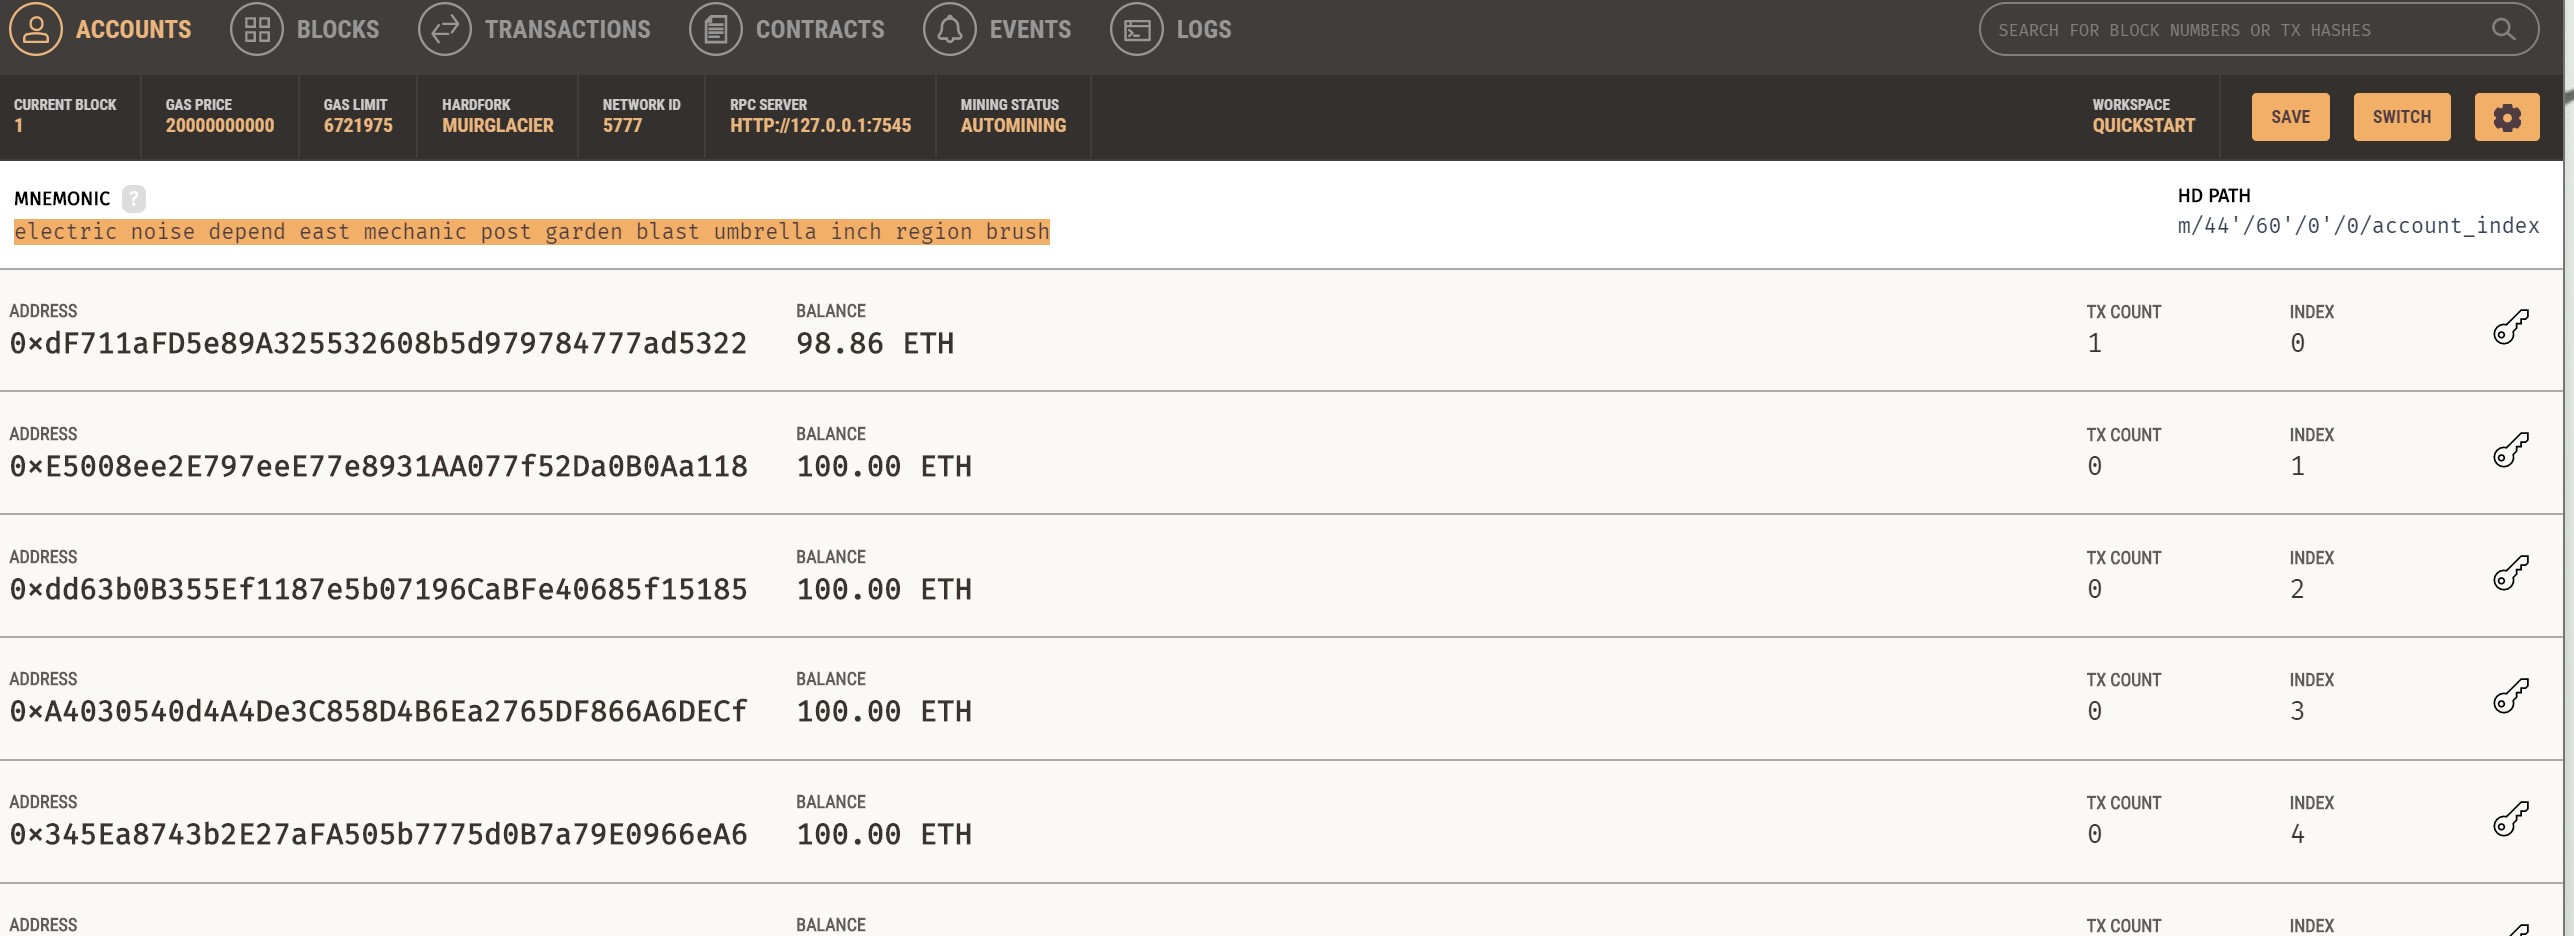 ACCOUNTS BLOCKS TRANSACTIONS CONTRACTS EVENTS LOGS SEARCH FOR BLOCK NUMBERS OR TX HASHES
CURRENT BLOCK GAS PRICE GAS LIMIT HARDFORK NETWORK ID RPC SERVER MINING STATUS WORKSPACE
1 20000000000 6721975 MUIRGLACIER 5777 HTTP://127.0.0.1:7545 AUTOMINING QUICKSTART SAVE SWITCH
MNEMONIC ? HD PATH
electric noise depend east mechanic post garden blast umbrella inch region brush m/44'/60'/0'/0/account_index
ADDRESS BALANCE TX COUNT INDEX
0×dF711aFD5e89A325532608b5d979784777ad5322 98.86 ETH 1 0
ADDRESS BALANCE TX COUNT INDEX
0×E5008ee2E797eeE77e8931AA077f52Da0B0Aa118 100.00 ETH 0 1
ADDRESS BALANCE TX COUNT INDEX
0×dd63b0B355Ef1187e5b07196CaBFe40685f15185 100.00 ETH 0 2
ADDRESS BALANCE TX COUNT INDEX
0×A4030540d4A4De3C858D4B6Ea2765DF866A6DECf 100.00 ETH 0 3
ADDRESS BALANCE TX COUNT INDEX
0×345Ea8743b2E27aFA505b7775d0B7a79E0966eA6 100.00 ETH 0 4
ADDRESS BALANCE TX COUNT INDEX